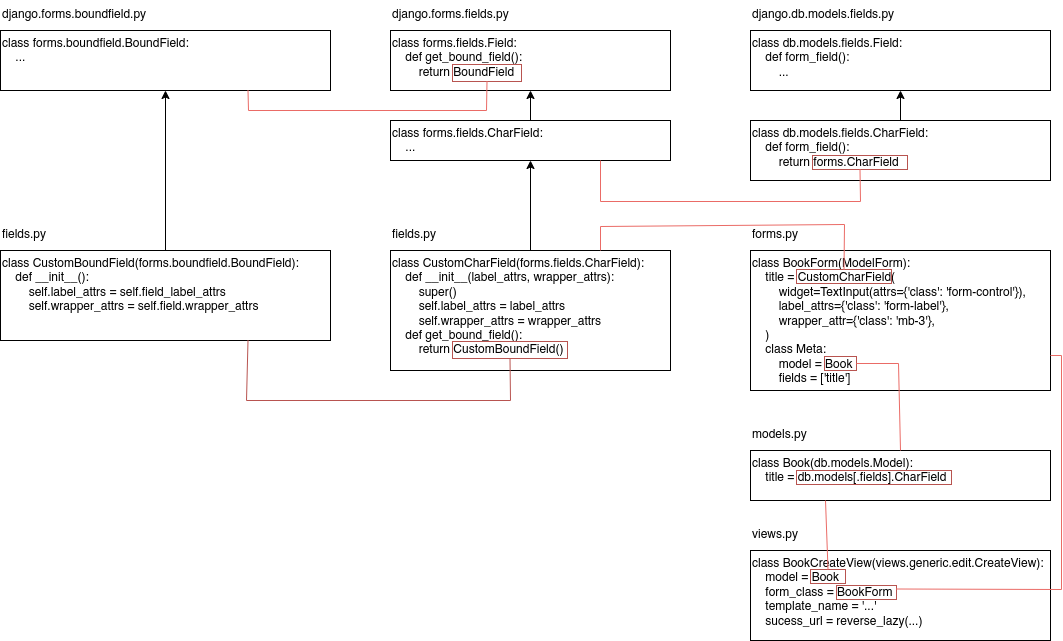 django.forms.boundfield.py
class forms.boundfield.BoundField:
...
django.forms.fields.py
class forms.fields.Field:
def get_bound_field():
return BoundField
class forms.fields.CharField:
...
django.db.models.fields.py
class db.models.fields.Field:
def form_field():
...
class db.models.fields.CharField:
def form_field():
return forms.CharField
fields.py
class CustomBoundField(forms.boundfield.BoundField):
def __init__():
self.label_attrs = self.field_label_attrs
self.wrapper_attrs = self.field.wrapper_attrs
fields.py
class CustomCharField(forms.fields.CharField):
def __init__(label_attrs, wrapper_attrs):
super()
self.label_attrs = label_attrs
self.wrapper_attrs = wrapper_attrs
def get_bound_field():
return CustomBoundField()
forms.py
class BookForm(ModelForm):
title = CustomCharField(
widget=TextInput(attrs={'class': 'form-control'}),
label_attrs={'class': 'form-label'},
wrapper_attr={'class': 'mb-3'},
)
class Meta:
model = Book
fields = ['title']
models.py
class Book(db.models.Model):
title = db.models[.fields].CharField
views.py
class BookCreateView(views.generic.edit.CreateView):
model = Book
form_class = BookForm
template_name = '...'
sucess_url = reverse_lazy(...)